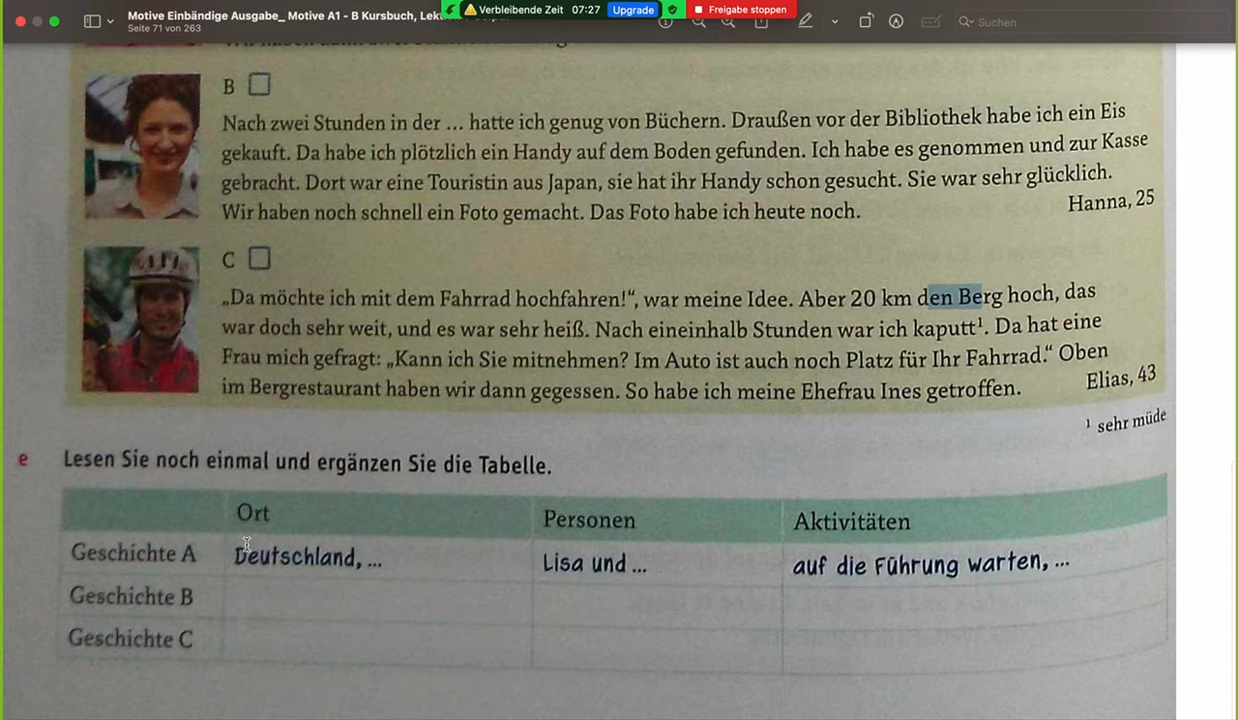 Motive Einbändige Ausgabe_ Motive A1 - B Kursbuch,
Seite 71 von 263
Verbleibende Zeit 07:27 Upgrade
Freigabe stoppen
Suchen
B
Nach zwei Stunden in der ... hatte ich genug von Büchern. Draußen vor der Bibliothek habe ich ein Eis
gekauft. Da habe ich plötzlich ein Handy auf dem Boden gefunden. Ich habe es genommen und zur Kasse
gebracht. Dort war eine Touristin aus Japan, sie hat ihr Handy schon gesucht. Sie war sehr glücklich.
Wir haben noch schnell ein Foto gemacht. Das Foto habe ich heute noch.
Hanna, 25
C
„Da möchte ich mit dem Fahrrad hochfahren!“, war meine Idee. Aber 20 km den Berg hoch, das
war doch sehr weit, und es war sehr heiß. Nach eineinhalb Stunden war ich kaputt¹. Da hat eine
Frau mich gefragt: „Kann ich Sie mitnehmen? Im Auto ist auch noch Platz für Ihr Fahrrad.“ Oben
im Bergrestaurant haben wir dann gegessen. So habe ich meine Ehefrau Ines getroffen.
Elias, 43
¹ sehr müde
e Lesen Sie noch einmal und ergänzen Sie die Tabelle.
Ort Personen Aktivitäten
Geschichte A Deutschland, ... Lisa und ... auf die Führung warten, ...
Geschichte B
Geschichte C